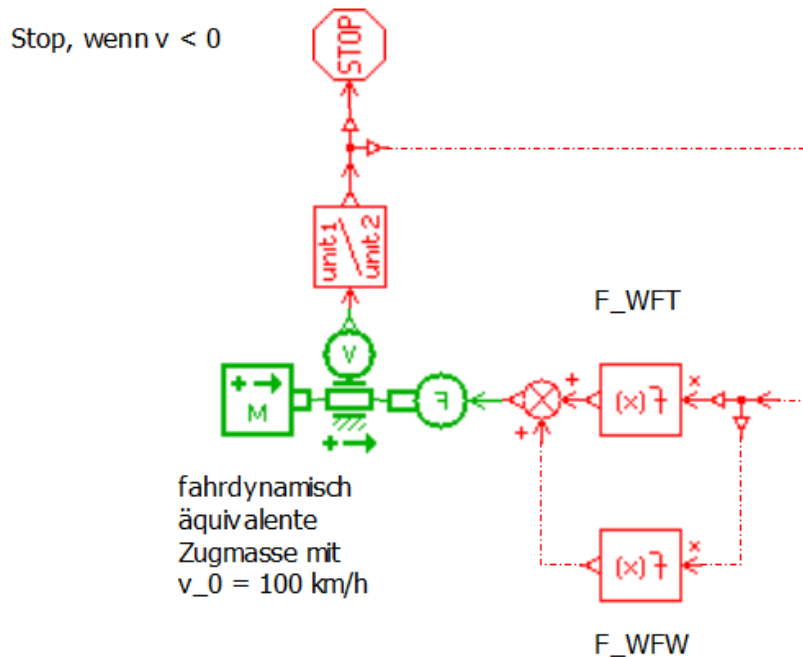 Stop, wenn v < 0
STOP
unit1
unit2
F_WFT
V
M
F
+
x
f(x)
+
+
+
fahrdynamisch
äquivalente
Zugmasse mit
v_0 = 100 km/h
x
f(x)
F_WFW